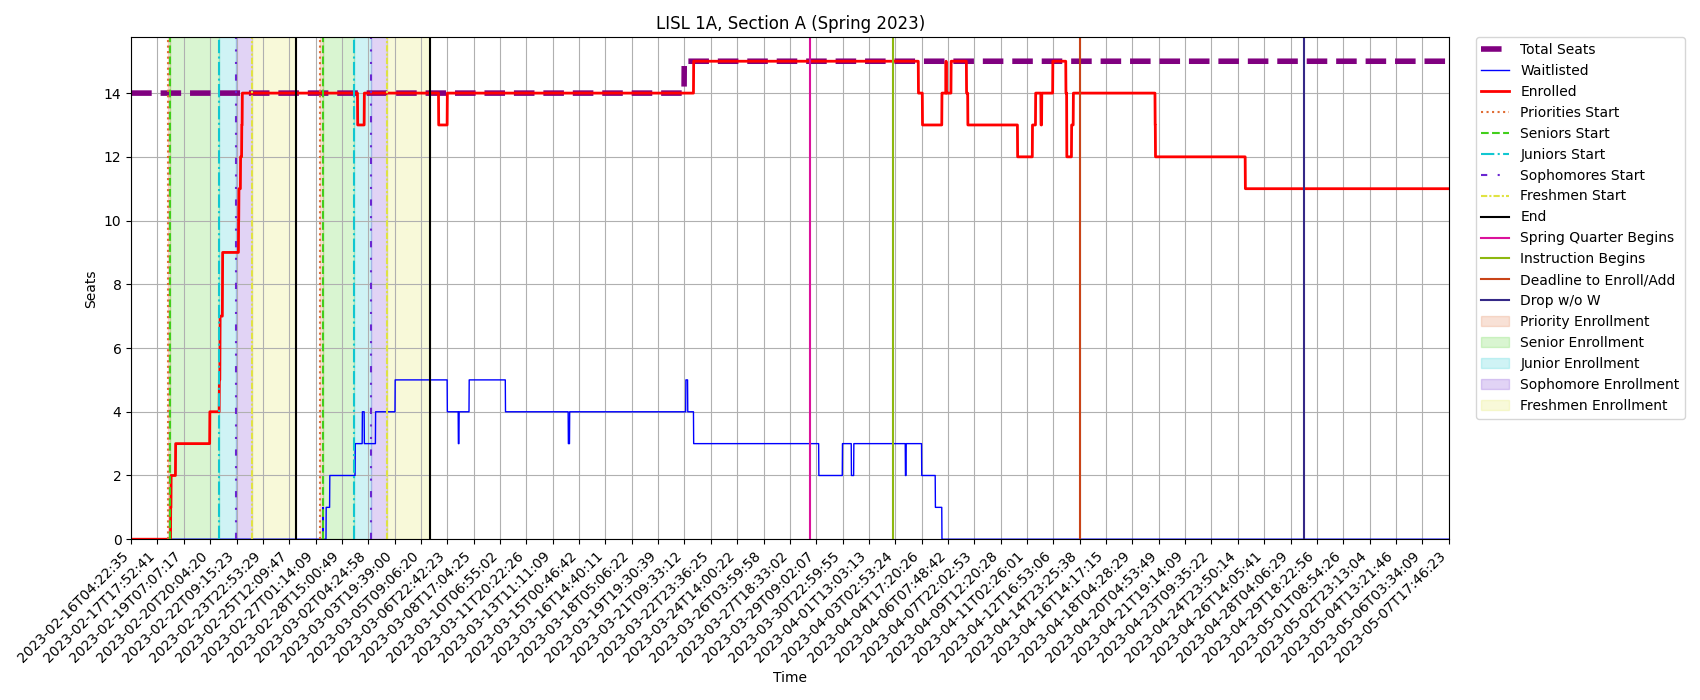 LISL 1A, Section A (Spring 2023)
Seats
14
12
10
8
6
4
2
0
2023-02-16T04:22:35
2023-02-17T17:52:41
2023-02-19T07:07:17
2023-02-20T20:04:20
2023-02-22T09:15:23
2023-02-23T22:53:29
2023-02-25T12:09:47
2023-02-27T01:14:09
2023-02-28T15:00:49
2023-03-02T04:24:58
2023-03-03T19:39:00
2023-03-05T09:06:20
2023-03-06T22:42:23
2023-03-08T17:04:25
2023-03-10T06:55:02
2023-03-11T20:22:26
2023-03-13T11:11:09
2023-03-15T00:46:42
2023-03-16T14:40:11
2023-03-18T05:06:22
2023-03-19T19:30:39
2023-03-21T09:33:12
2023-03-22T23:36:25
2023-03-24T14:00:22
2023-03-26T03:59:58
2023-03-27T18:33:02
2023-03-29T09:02:07
2023-03-30T22:59:55
2023-04-01T13:03:13
2023-04-03T02:53:24
2023-04-04T17:20:26
2023-04-06T07:48:42
2023-04-07T22:02:53
2023-04-09T12:20:28
2023-04-11T02:26:01
2023-04-12T16:53:06
2023-04-14T23:25:38
2023-04-16T14:17:15
2023-04-18T04:28:29
2023-04-20T04:53:49
2023-04-21T19:14:09
2023-04-23T09:35:22
2023-04-24T23:50:14
2023-04-26T14:05:41
2023-04-28T04:06:29
2023-04-29T18:22:56
2023-05-01T08:54:26
2023-05-02T23:13:04
2023-05-04T13:21:46
2023-05-06T03:34:09
2023-05-07T17:46:23
Time
Total Seats
Waitlisted
Enrolled
Priorities Start
Seniors Start
Juniors Start
Sophomores Start
Freshmen Start
End
Spring Quarter Begins
Instruction Begins
Deadline to Enroll/Add
Drop w/o W
Priority Enrollment
Senior Enrollment
Junior Enrollment
Sophomore Enrollment
Freshmen Enrollment